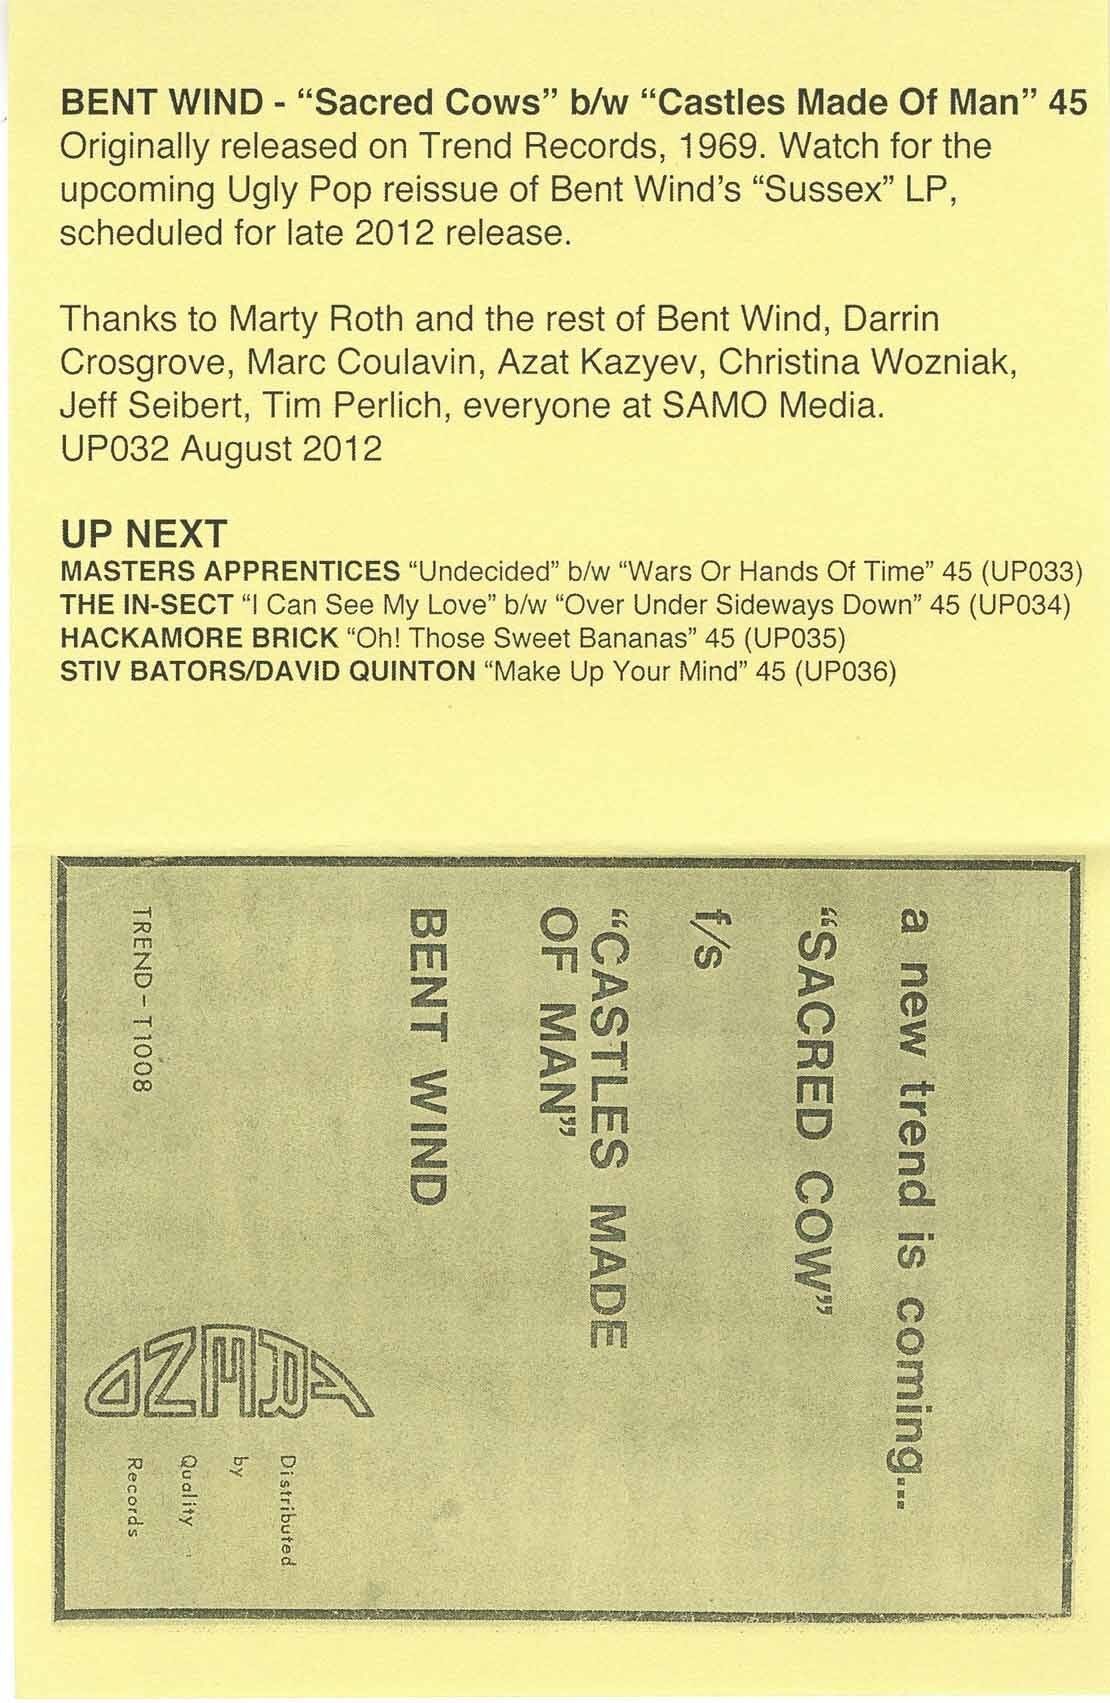 BENT WIND - “Sacred Cows” b/w “Castles Made Of Man” 45
Originally released on Trend Records, 1969. Watch for the
upcoming Ugly Pop reissue of Bent Wind’s “Sussex” LP,
scheduled for late 2012 release.
Thanks to Marty Roth and the rest of Bent Wind, Darrin
Crosgrove, Marc Coulavin, Azat Kazyev, Christina Wozniak,
Jeff Seibert, Tim Perlich, everyone at SAMO Media.
UP032 August 2012
UP NEXT
MASTERS APPRENTICES “Undecided” b/w “Wars Or Hands Of Time” 45 (UP033)
THE IN-SECT “I Can See My Love” b/w “Over Under Sideways Down” 45 (UP034)
HACKAMORE BRICK “Oh! Those Sweet Bananas” 45 (UP035)
STIV BATORS/DAVID QUINTON “Make Up Your Mind” 45 (UP036)
a new trend is coming...
“SACRED COW”
f/s
“CASTLES MADE
OF MAN”
BENT WIND
TREND - T1008
TREND
Distributed
by
Quality
Records